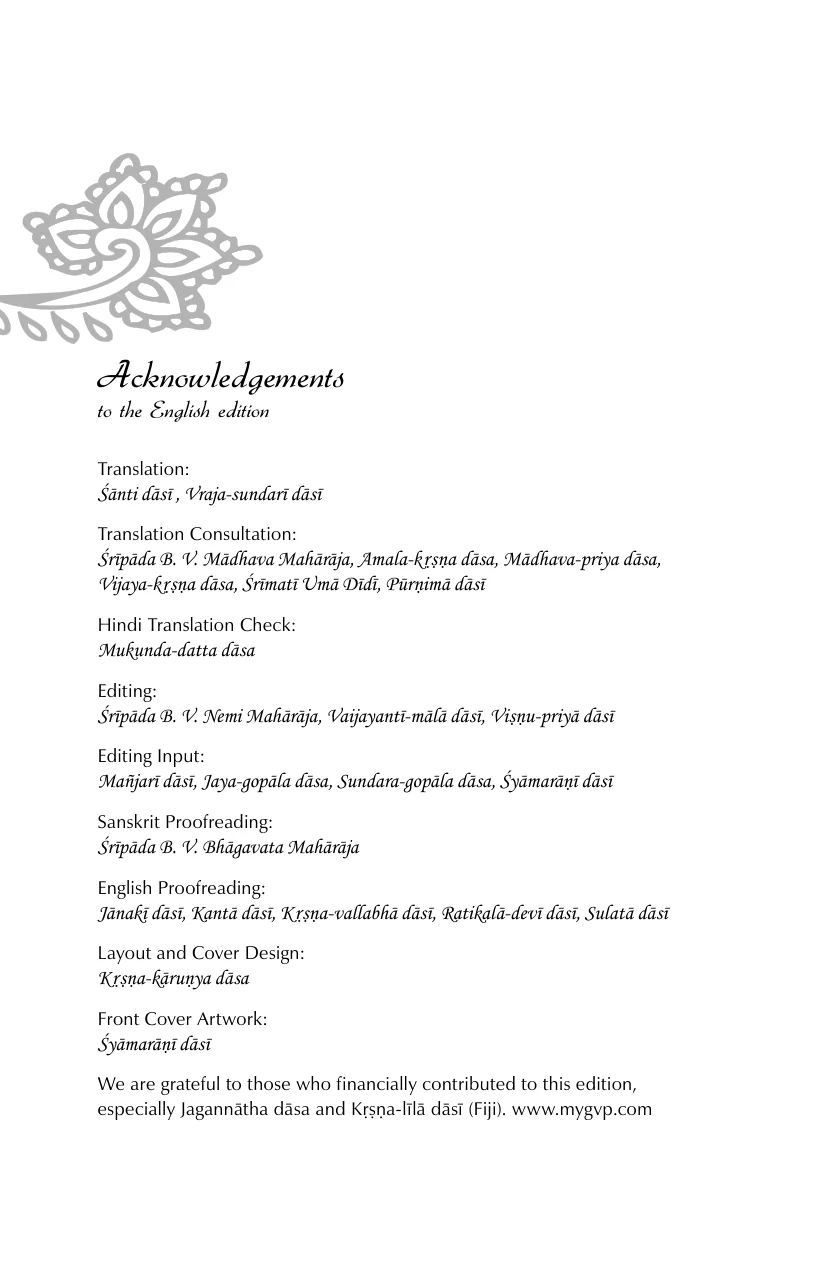 Acknowledgements
to the English edition
Translation:
Śānti dāsī , Vraja-sundarī dāsī
Translation Consultation:
Śrīpāda B. V. Mādhava Mahārāja, Amala-kṛṣṇa dāsa, Mādhava-priya dāsa,
Vijaya-kṛṣṇa dāsa, Śrīmatī Umā Dīdī, Pūrṇimā dāsī
Hindi Translation Check:
Mukunda-datta dāsa
Editing:
Śrīpāda B. V. Nemi Mahārāja, Vaijayantī-mālā dāsī, Viṣṇu-priyā dāsī
Editing Input:
Mañjarī dāsī, Jaya-gopāla dāsa, Sundara-gopāla dāsa, Śyāmarāṇī dāsī
Sanskrit Proofreading:
Śrīpāda B. V. Bhāgavata Mahārāja
English Proofreading:
Jānakī dāsī, Kantā dāsī, Kṛṣṇa-vallabhā dāsī, Ratikalā-devī dāsī, Sulatā dāsī
Layout and Cover Design:
Kṛṣṇa-kāruṇya dāsa
Front Cover Artwork:
Śyāmarāṇī dāsī
We are grateful to those who financially contributed to this edition,
especially Jagannātha dāsa and Kṛṣṇa-līlā dāsī (Fiji). www.mygvp.com